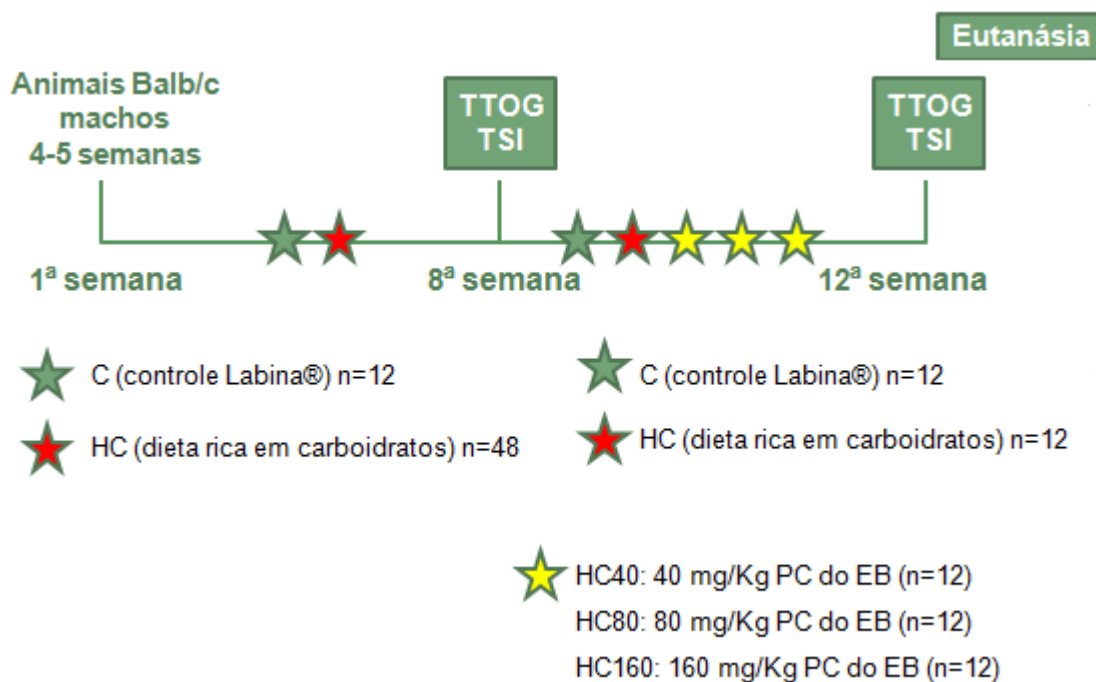 Eutanásia
Animais Balb/c
machos
4-5 semanas
TTOG
TSI
TTOG
TSI
1ª semana
8ª semana
12ª semana
C (controle Labina®) n=12
HC (dieta rica em carboidratos) n=48
C (controle Labina®) n=12
HC (dieta rica em carboidratos) n=12
HC40: 40 mg/Kg PC do EB (n=12)
HC80: 80 mg/Kg PC do EB (n=12)
HC160: 160 mg/Kg PC do EB (n=12)